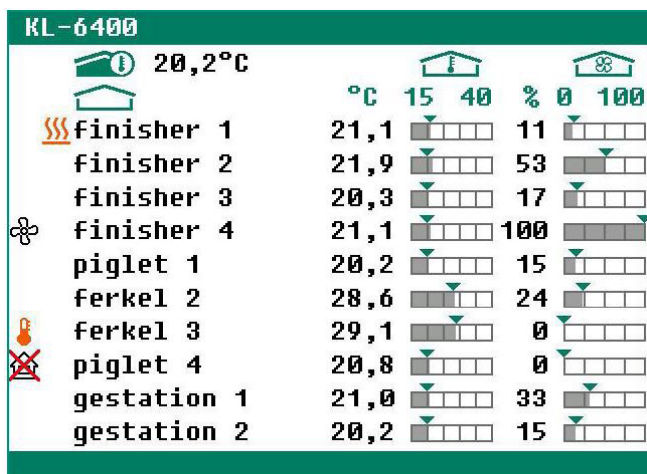 KL-6400
20,2°C
°C 15 40 % 0 100
finisher 1 21,1 11
finisher 2 21,9 53
finisher 3 20,3 17
finisher 4 21,1 100
piglet 1 20,2 15
ferkel 2 28,6 24
ferkel 3 29,1 0
piglet 4 20,8 0
gestation 1 21,0 33
gestation 2 20,2 15